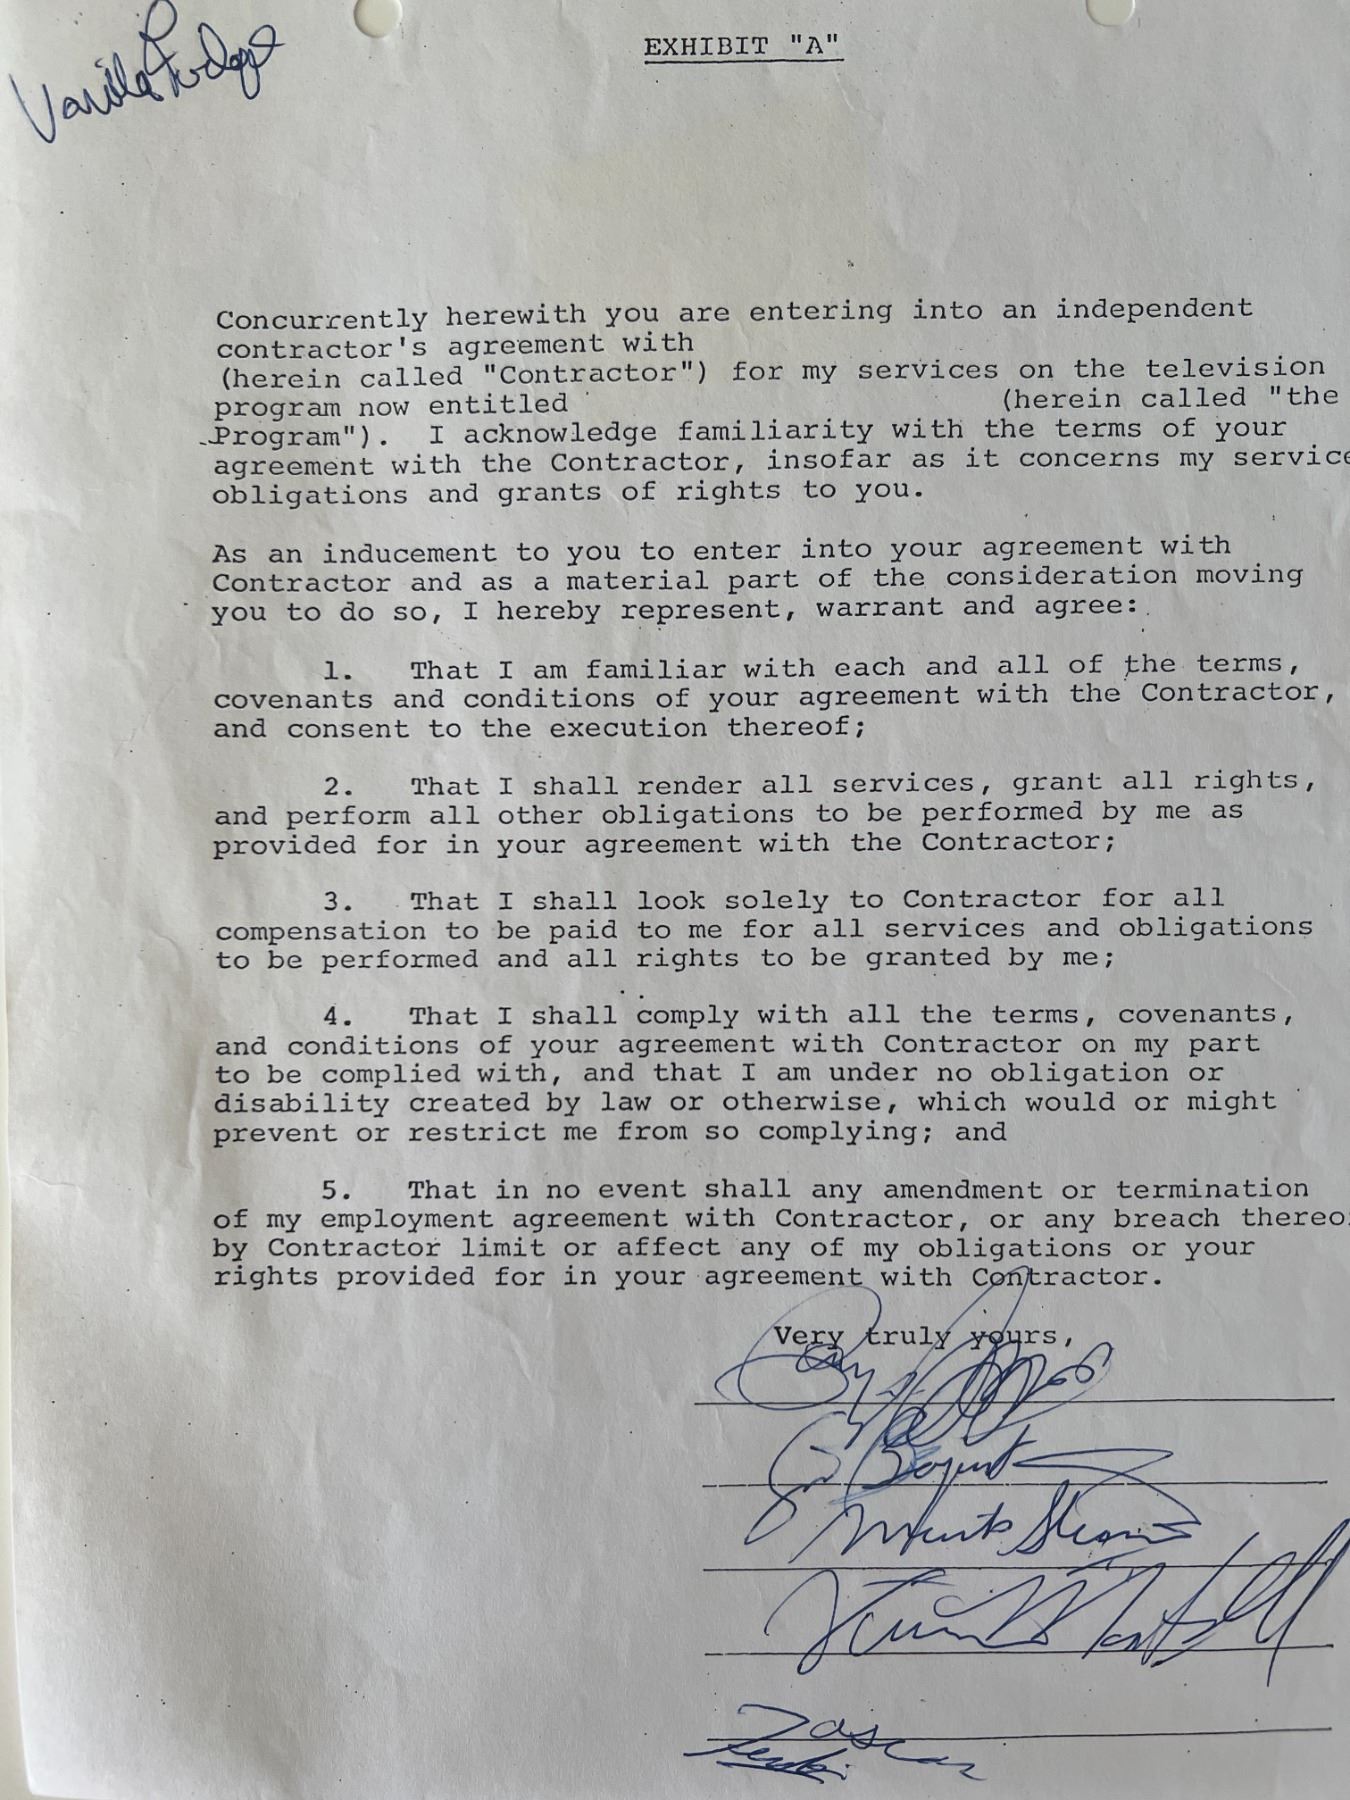 Vanilla Fudge
EXHIBIT "A"
Concurrently herewith you are entering into an independent
contractor's agreement with
(herein called "Contractor") for my services on the television
program now entitled (herein called "the
Program"). I acknowledge familiarity with the terms of your
agreement with the Contractor, insofar as it concerns my service
obligations and grants of rights to you.
As an inducement to you to enter into your agreement with
Contractor and as a material part of the consideration moving
you to do so, I hereby represent, warrant and agree:
1. That I am familiar with each and all of the terms,
covenants and conditions of your agreement with the Contractor,
and consent to the execution thereof;
2. That I shall render all services, grant all rights,
and perform all other obligations to be performed by me as
provided for in your agreement with the Contractor;
3. That I shall look solely to Contractor for all
compensation to be paid to me for all services and obligations
to be performed and all rights to be granted by me;
4. That I shall comply with all the terms, covenants,
and conditions of your agreement with Contractor on my part
to be complied with, and that I am under no obligation or
disability created by law or otherwise, which would or might
prevent or restrict me from so complying; and
5. That in no event shall any amendment or termination
of my employment agreement with Contractor, or any breach thereo
by Contractor limit or affect any of my obligations or your
rights provided for in your agreement with Contractor.
Very truly yours,
Bogert
Mark Stein
Vince Martell